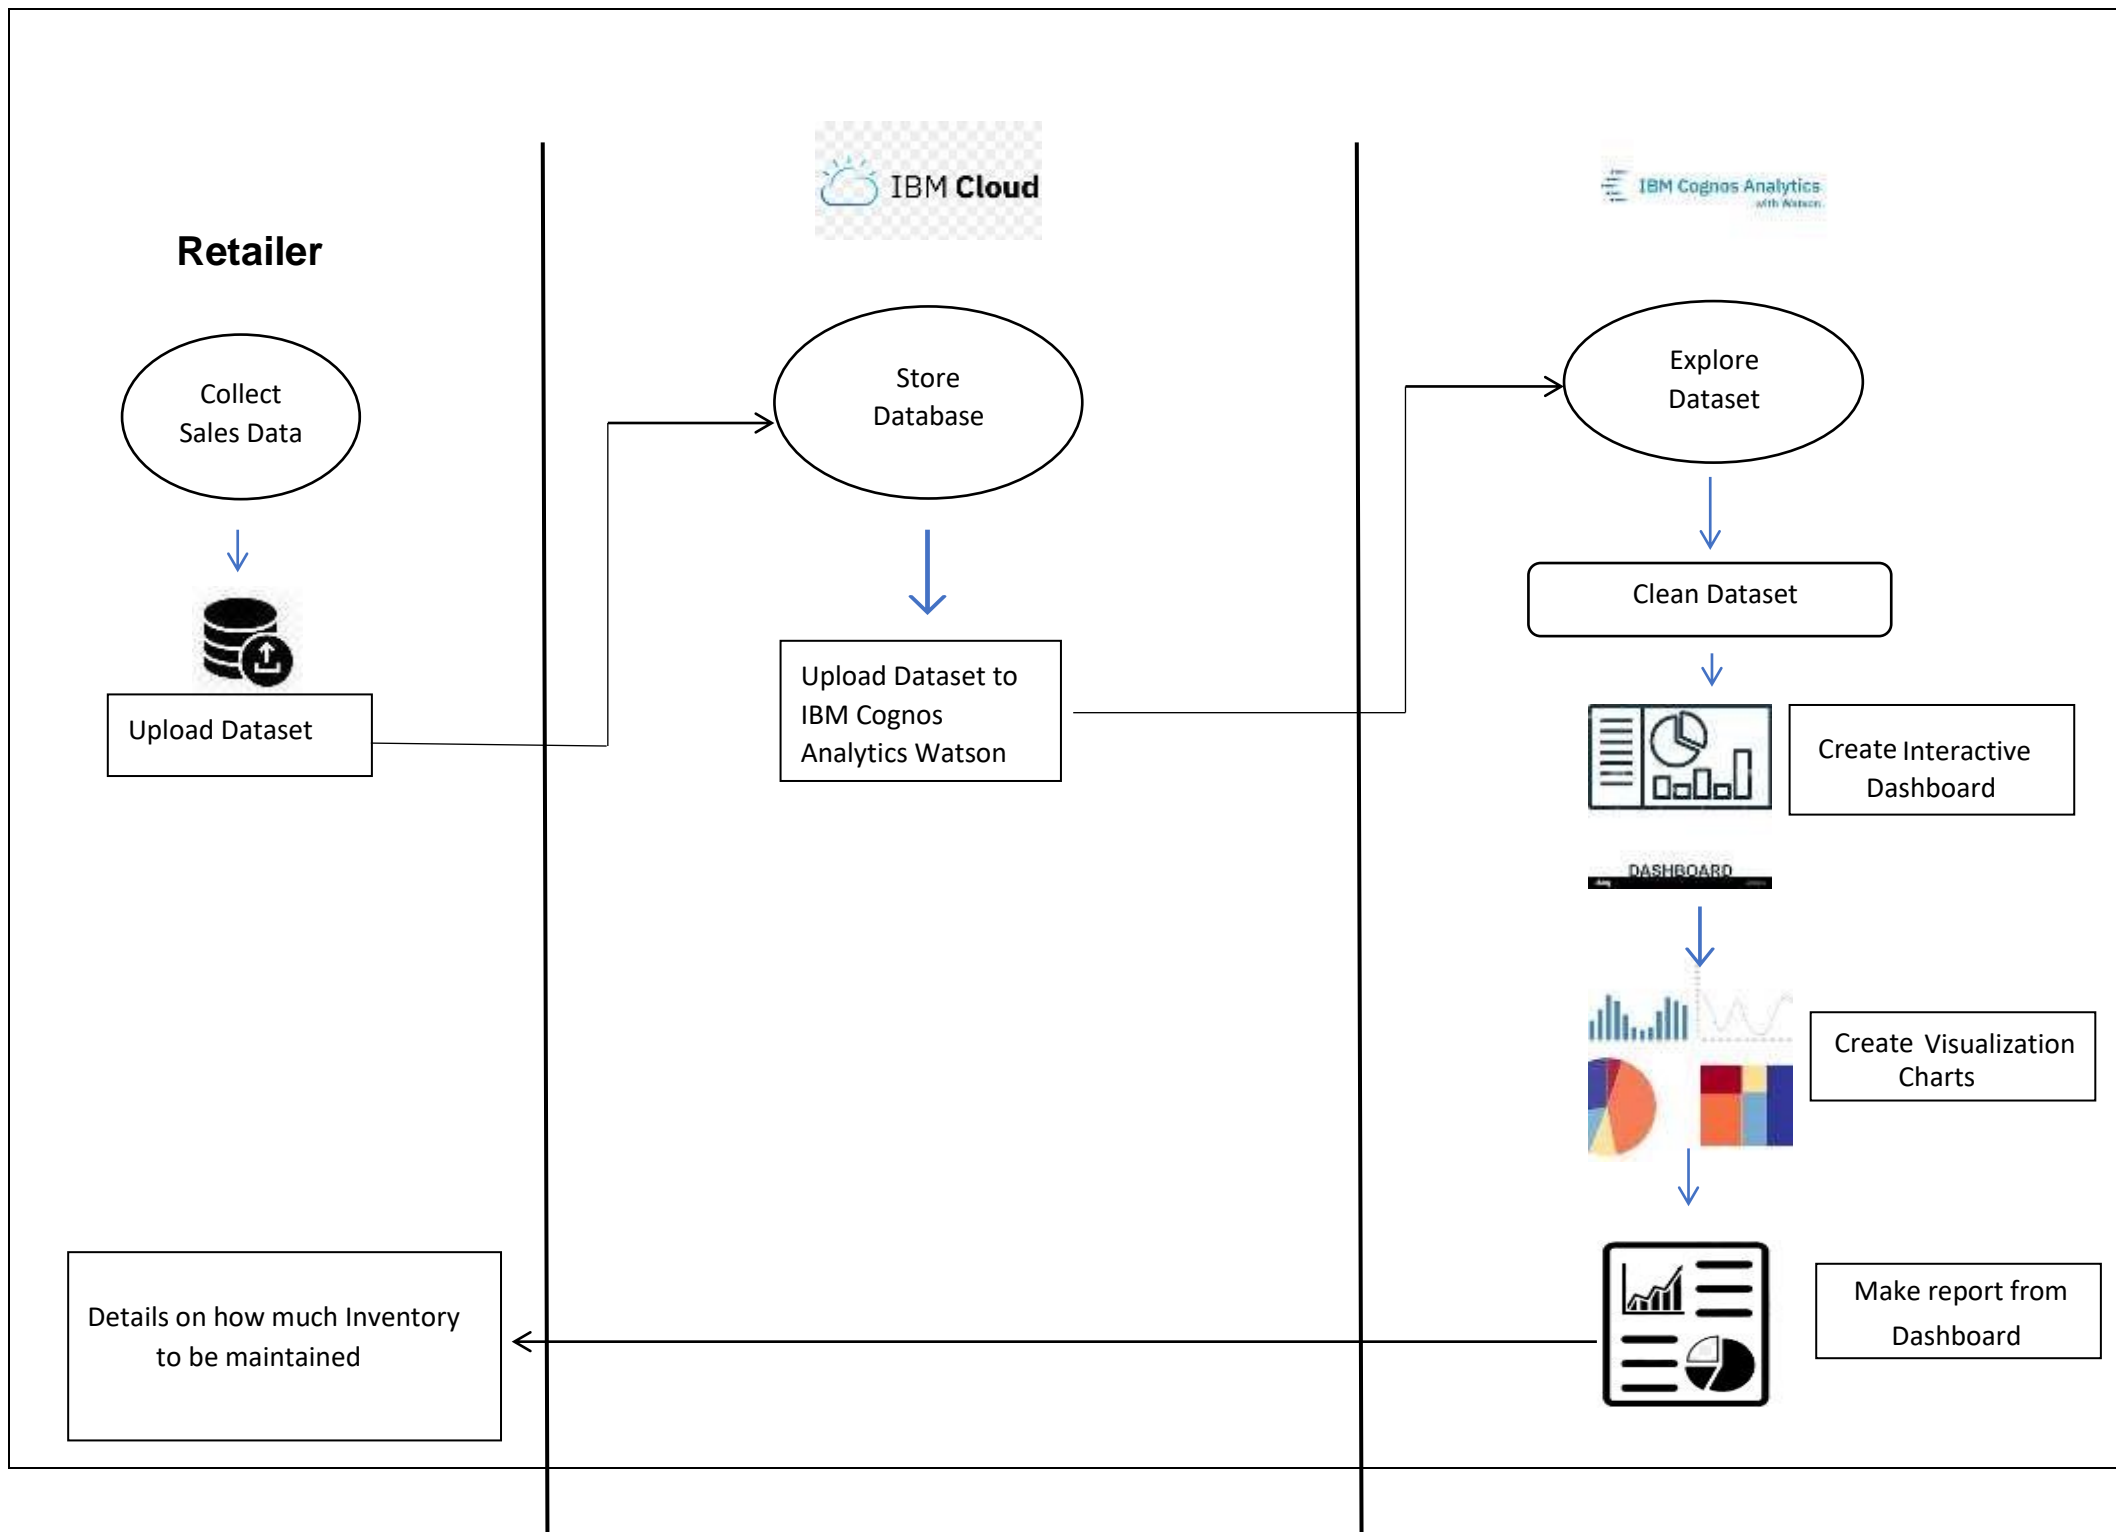 IBM Cloud
IBM Cognos Analytics
with Watson
Retailer
Collect
Sales Data
Upload Dataset
Store
Database
Upload Dataset to
IBM Cognos
Analytics Watson
Explore
Dataset
Clean Dataset
Create Interactive
Dashboard
DASHBOARD
Create Visualization
Charts
Make report from
Dashboard
Details on how much Inventory
to be maintained